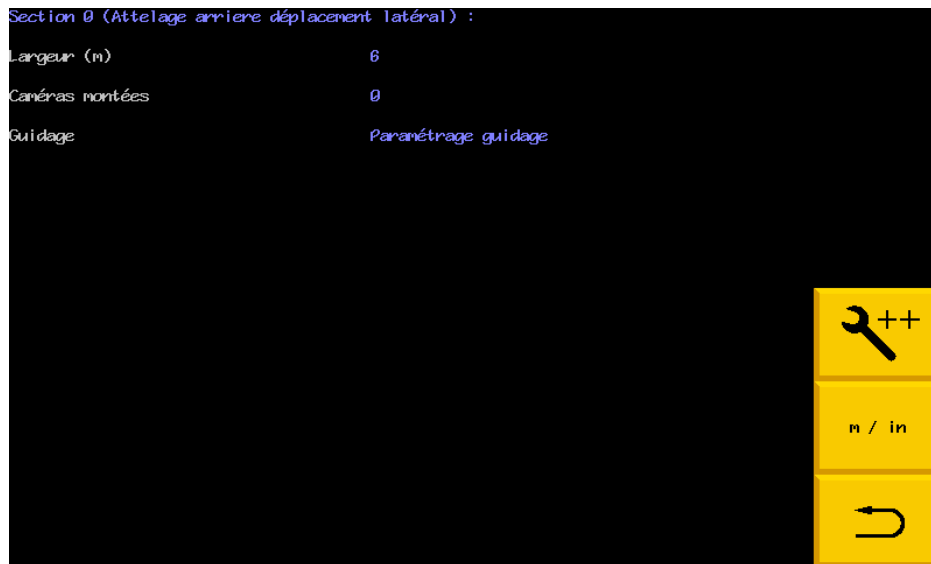 Section 0 (Attelage arriere déplacement latéral) :
Largeur (m) 6
Caméras montées 0
Guidage Paramétrage guidage
++
m / in